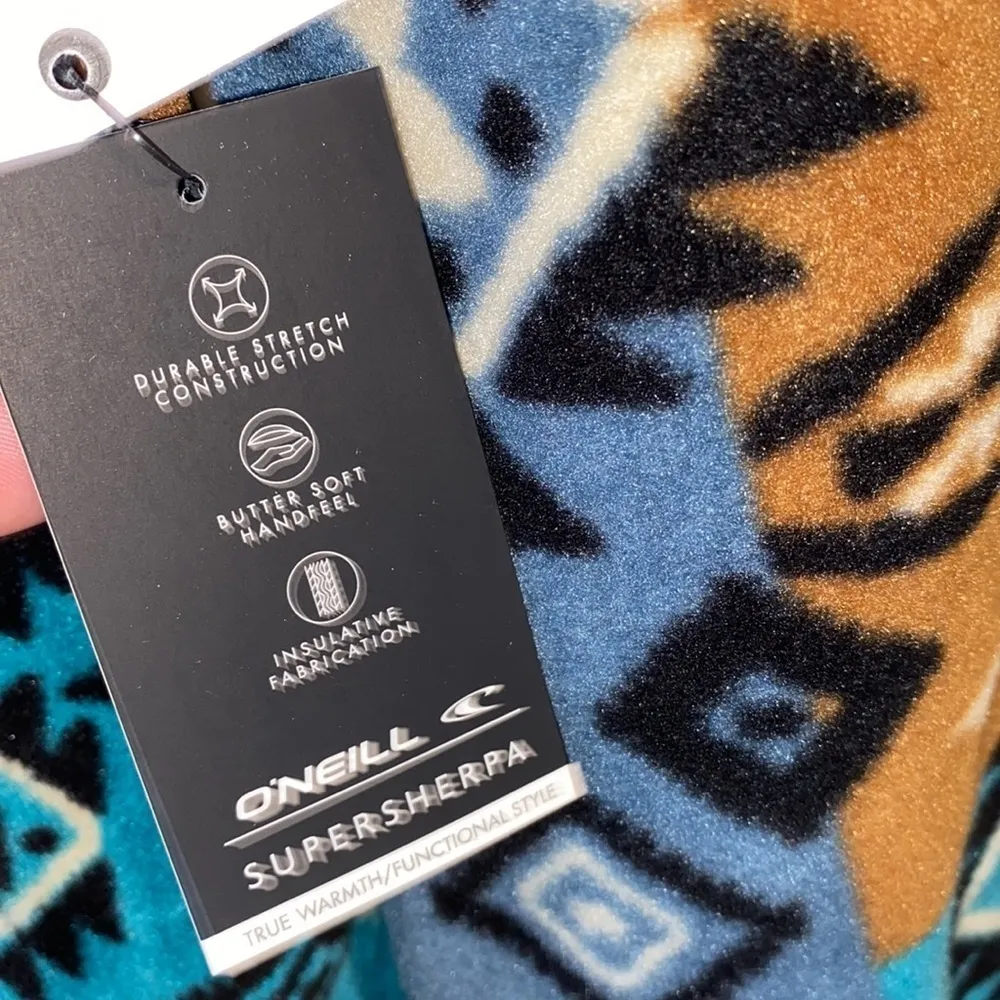 DURABLE STRETCH
CONSTRUCTION
BUTTER SOFT
HANDFEEL
INSULATIVE
FABRICATION
O'NEILL
SUPERSHERPA
TRUE WARMTH/FUNCTIONAL STYLE